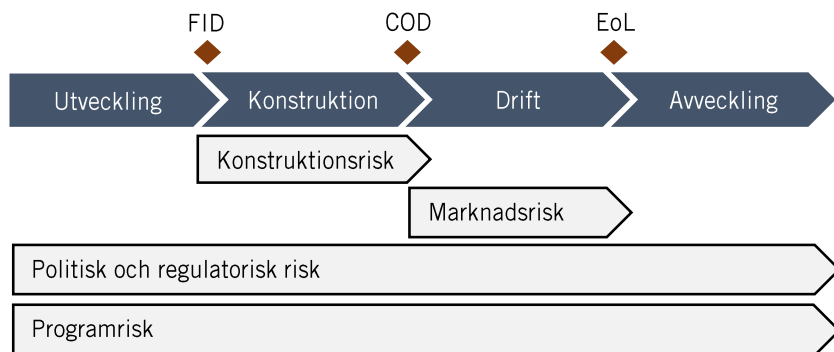 FID
COD
EoL
Utveckling
Konstruktion
Drift
Avveckling
Konstruktionsrisk
Marknadsrisk
Politisk och regulatorisk risk
Programrisk